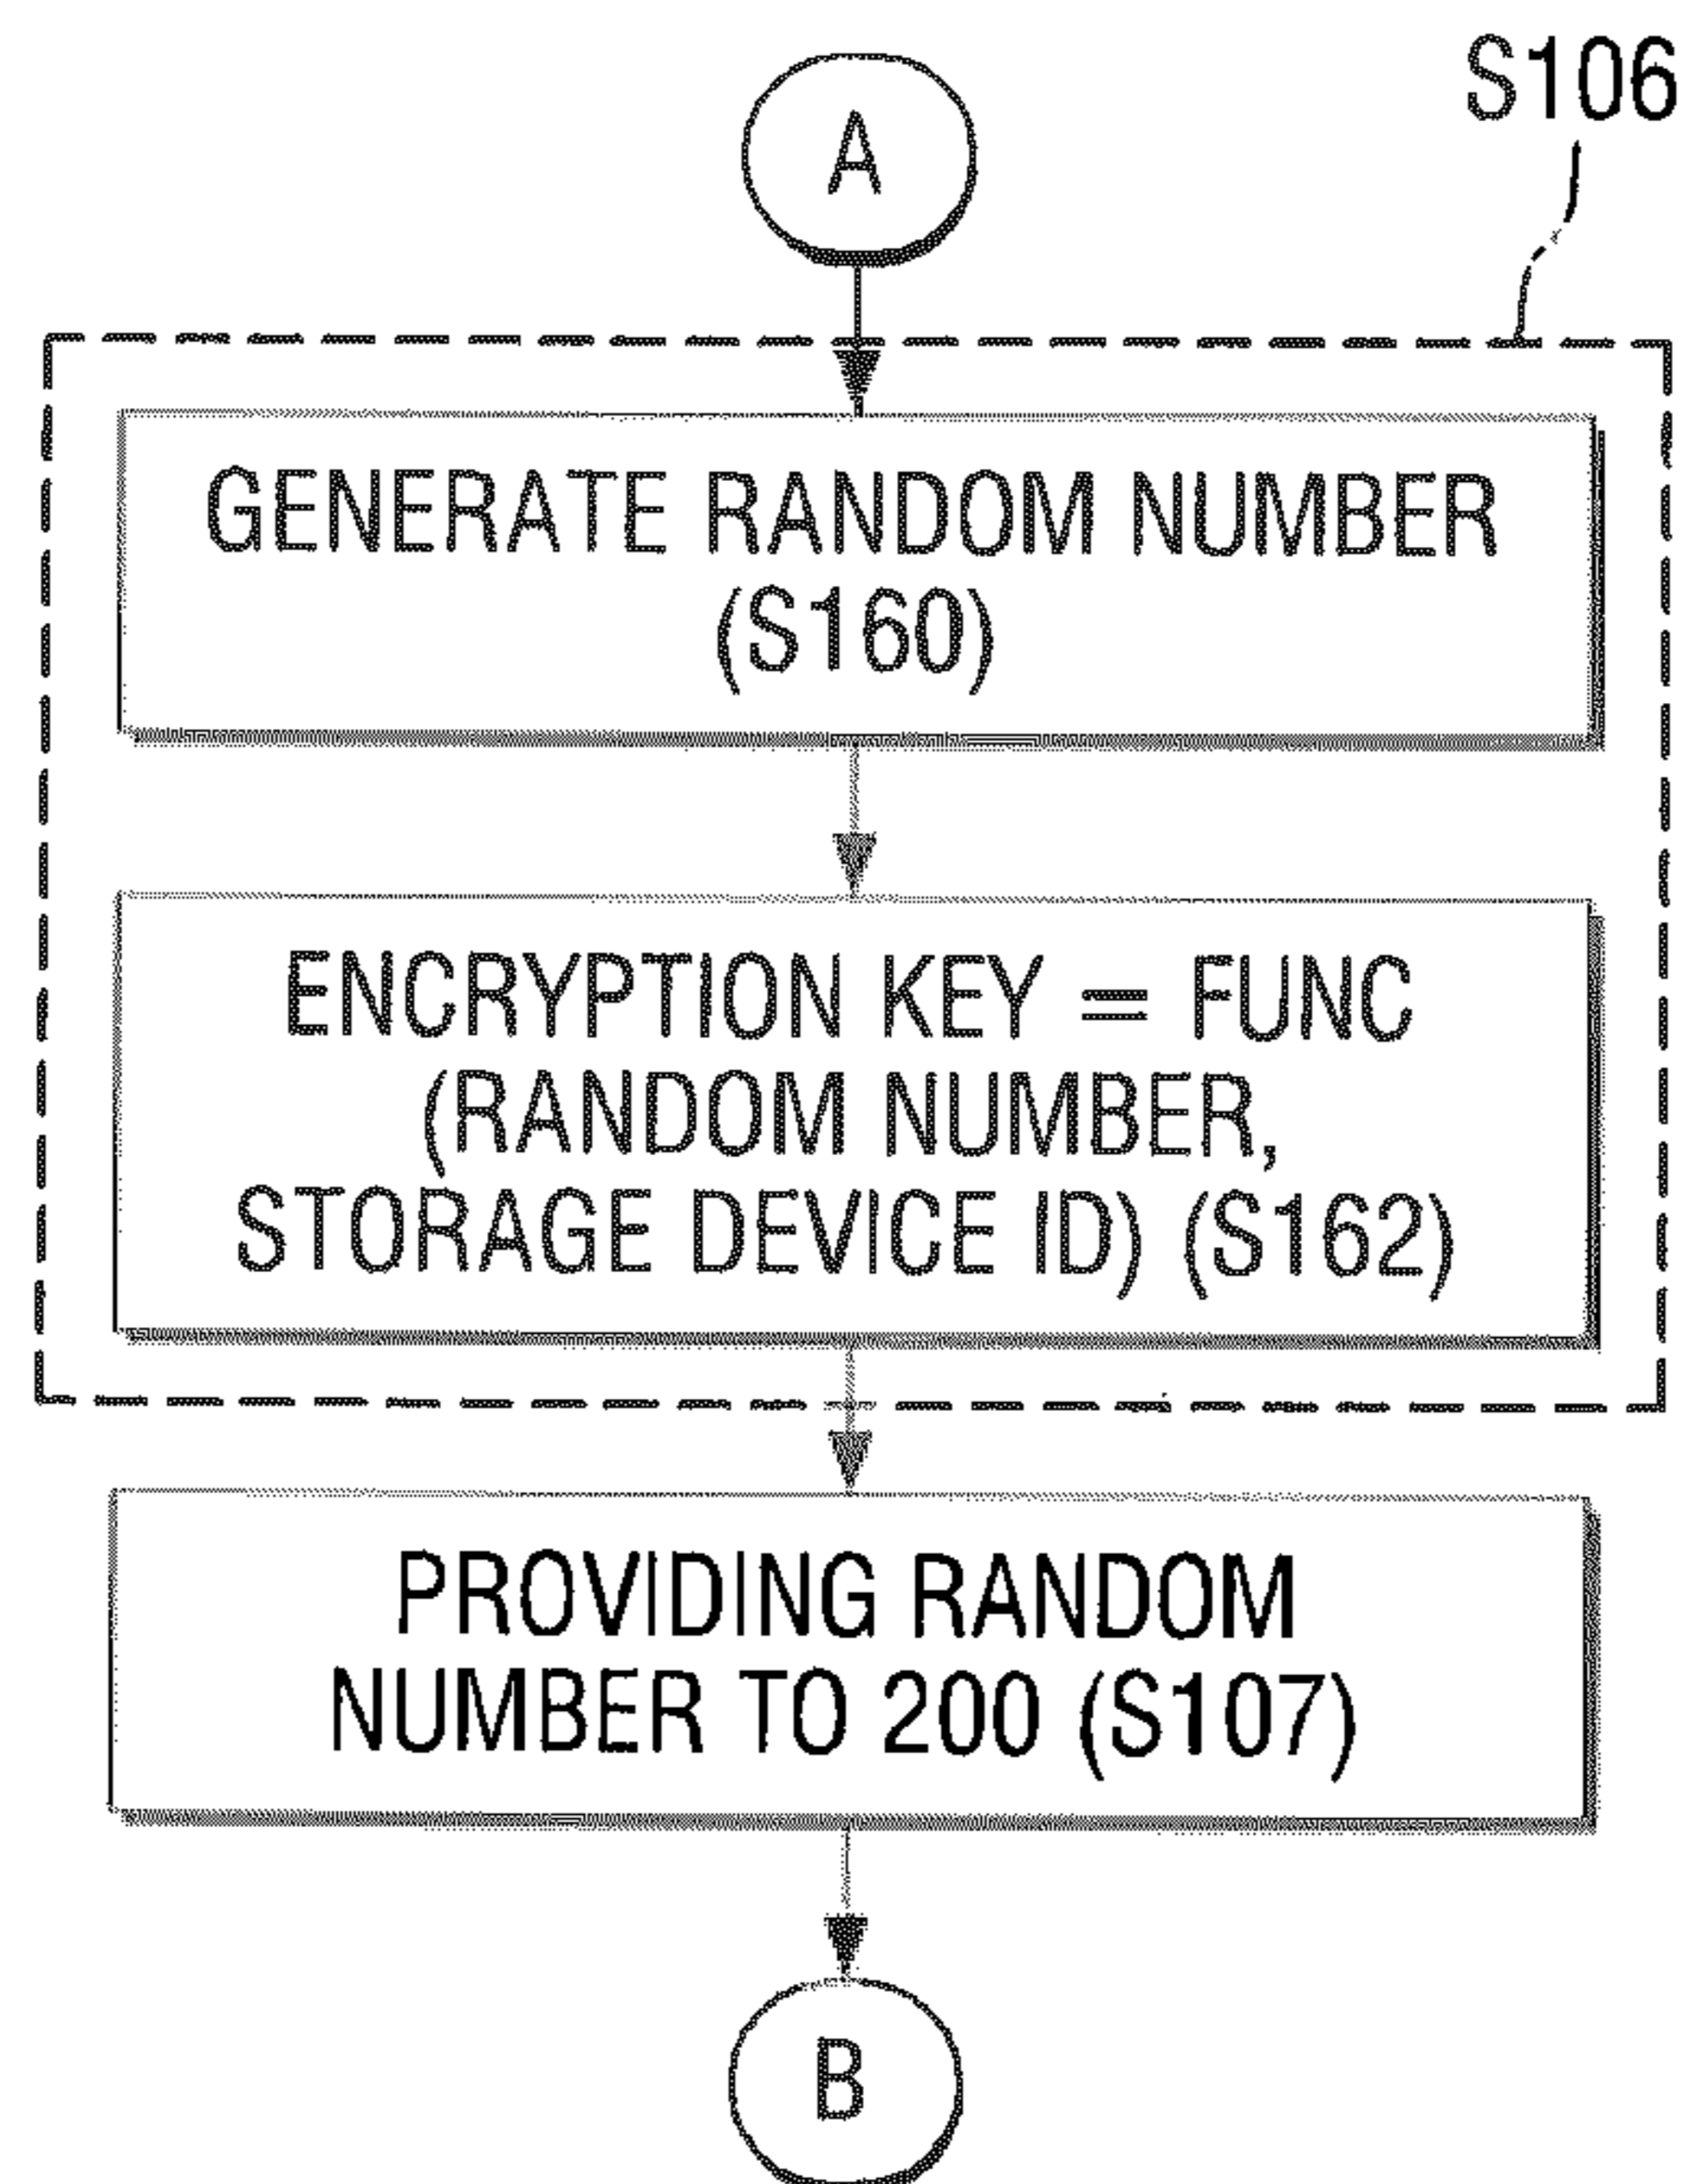 A
S106
GENERATE RANDOM NUMBER
(S160)
ENCRYPTION KEY = FUNC
(RANDOM NUMBER,
STORAGE DEVICE ID) (S162)
PROVIDING RANDOM
NUMBER TO 200 (S107)
B